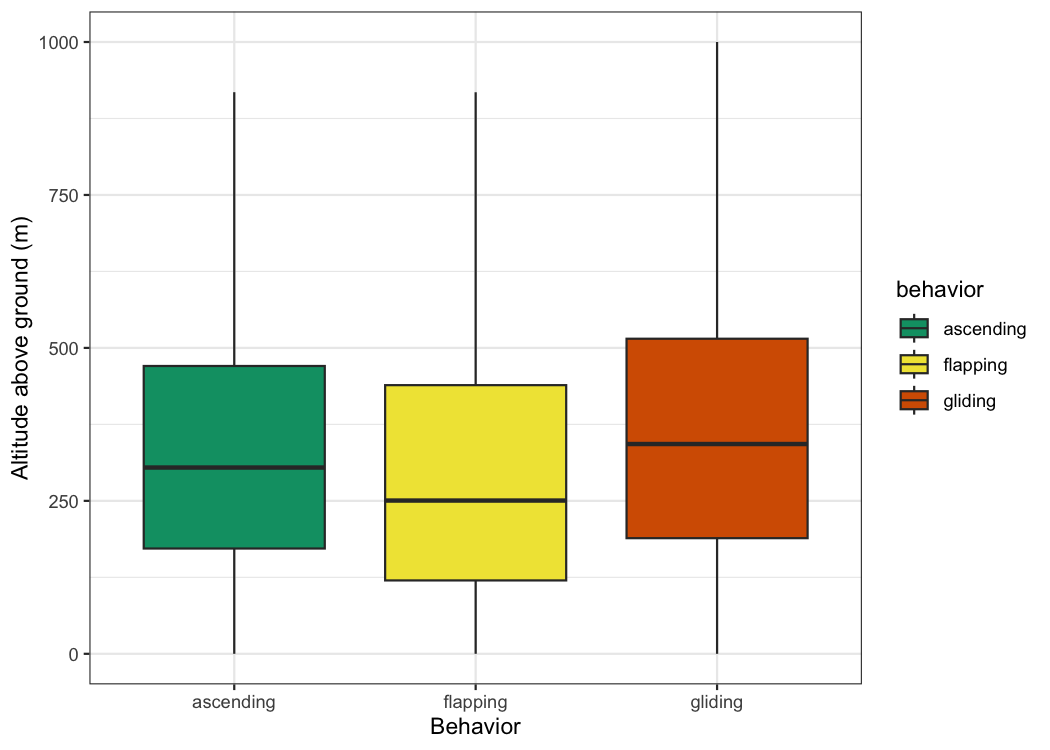 1000
750
500
250
0
Altitude above ground (m)
ascending
flapping
gliding
Behavior
behavior
ascending
flapping
gliding